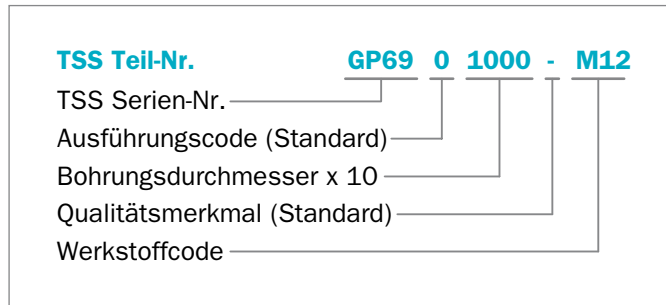 TSS Teil-Nr. GP69 0 1000 - M12
TSS Serien-Nr.
Ausführungscode (Standard)
Bohrungsdurchmesser x 10
Qualitätsmerkmal (Standard)
Werkstoffcode